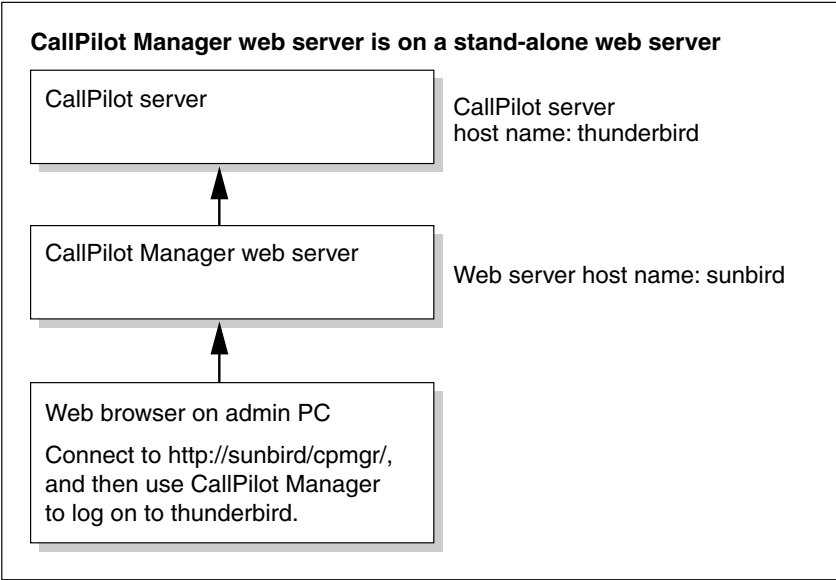 CallPilot Manager web server is on a stand-alone web server
CallPilot server
CallPilot server
host name: thunderbird
CallPilot Manager web server
Web server host name: sunbird
Web browser on admin PC
Connect to http://sunbird/cpmgr/,
and then use CallPilot Manager
to log on to thunderbird.